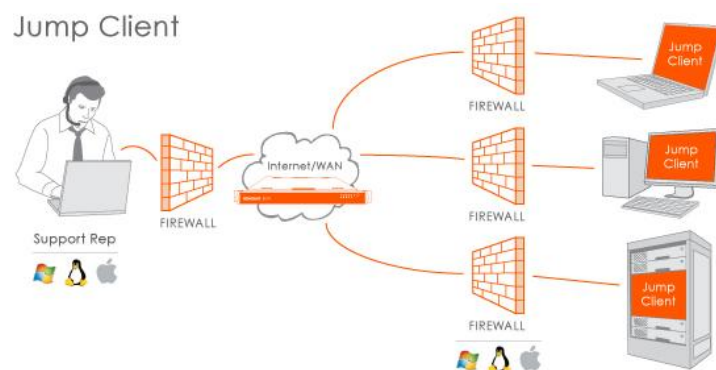 Jump Client
Support Rep
FIREWALL
Internet/WAN
FIREWALL
FIREWALL
FIREWALL
Jump
Client
Jump
Client
Jump
Client